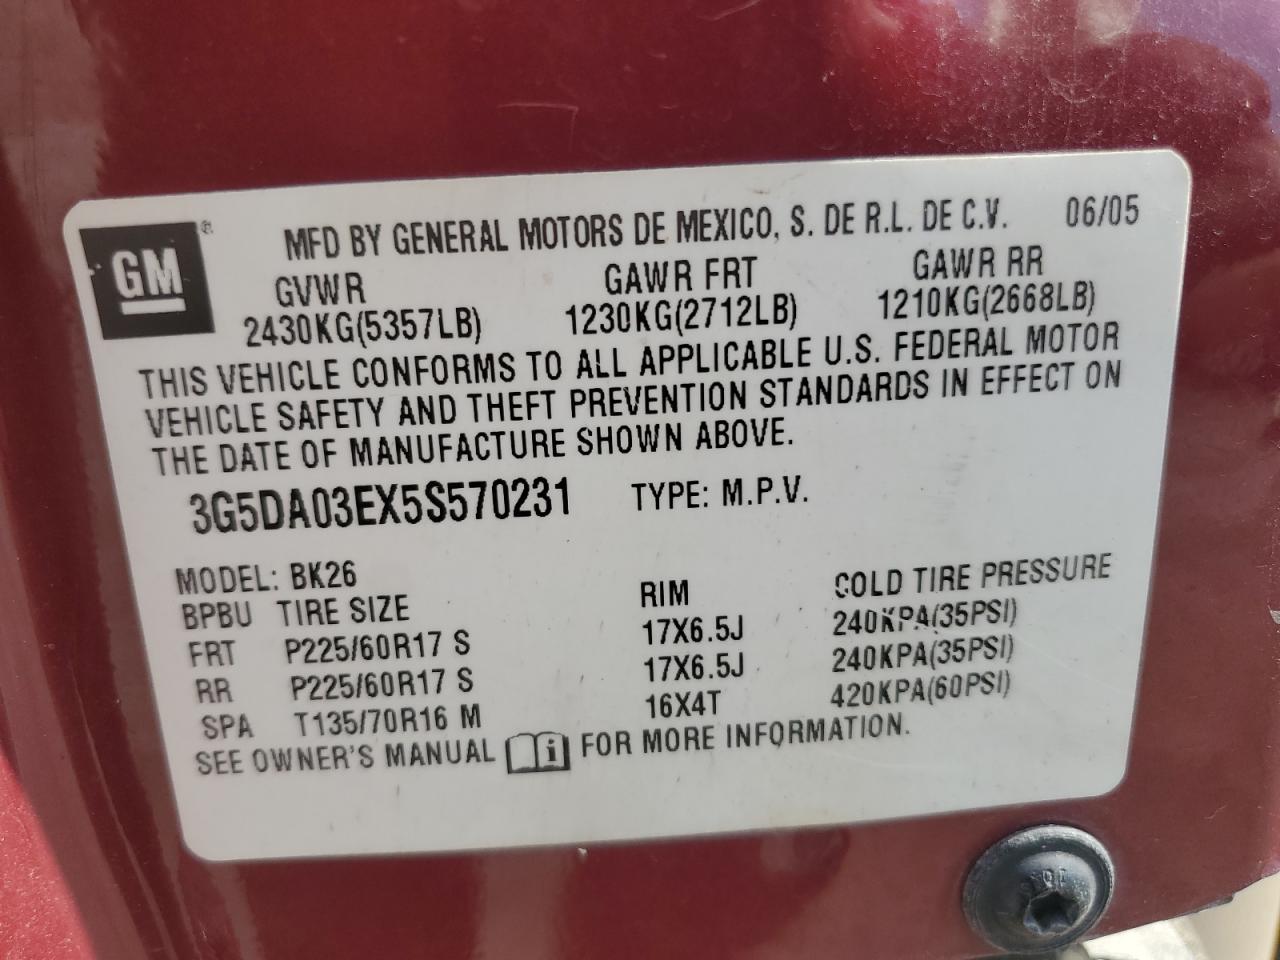 GM ®
MFD BY GENERAL MOTORS DE MEXICO, S. DE R.L. DE C.V. 06/05
GVWR GAWR FRT GAWR RR
2430KG(5357LB) 1230KG(2712LB) 1210KG(2668LB)
THIS VEHICLE CONFORMS TO ALL APPLICABLE U.S. FEDERAL MOTOR
VEHICLE SAFETY AND THEFT PREVENTION STANDARDS IN EFFECT ON
THE DATE OF MANUFACTURE SHOWN ABOVE.
3G5DA03EX5S570231 TYPE: M.P.V.
MODEL: BK26
BPBU TIRE SIZE RIM COLD TIRE PRESSURE
FRT P225/60R17 S 17X6.5J 240KPA(35PSI)
RR P225/60R17 S 17X6.5J 240KPA(35PSI)
SPA T135/70R16 M 16X4T 420KPA(60PSI)
SEE OWNER'S MANUAL i FOR MORE INFORMATION.